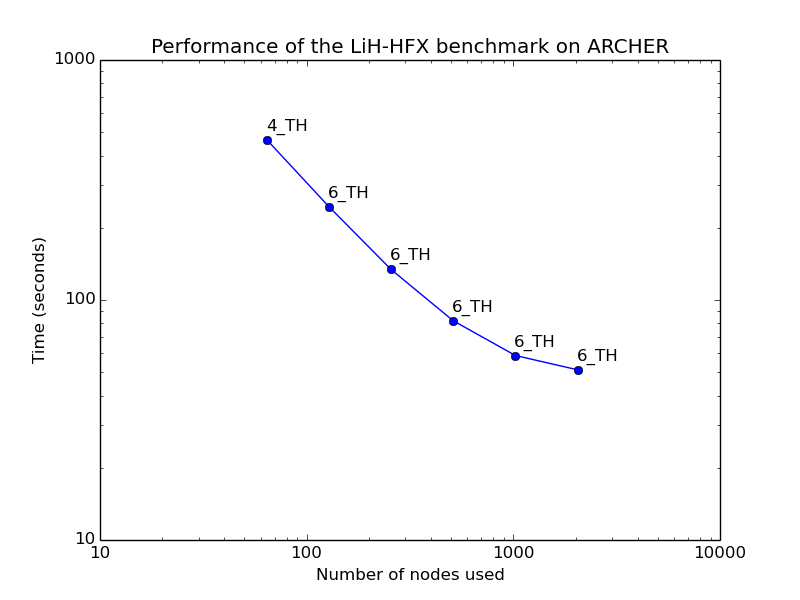 Performance of the LiH-HFX benchmark on ARCHER
1000
4_TH
6_TH
6_TH
100
6_TH
6_TH
6_TH
Time (seconds)
10
10 100 1000 10000
Number of nodes used